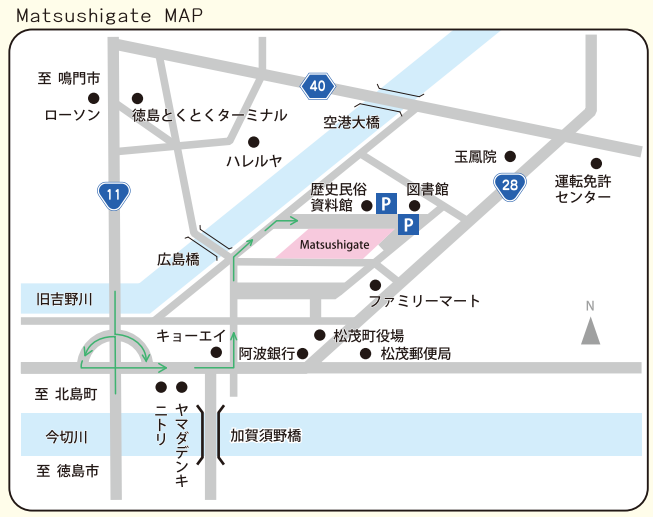 Matsushigate MAP
至 鳴門市
ローソン
徳島とくとくターミナル
40
空港大橋
ハレルヤ
玉鳳院
運転免許
センター
11
28
歴史民俗
資料館
P
図書館
P
Matsushigate
広島橋
旧吉野川
ファミリーマート
N
キョーエイ
阿波銀行
松茂町役場
松茂郵便局
至 北島町
ニトリ
ヤマダデンキ
今切川
加賀須野橋
至 徳島市